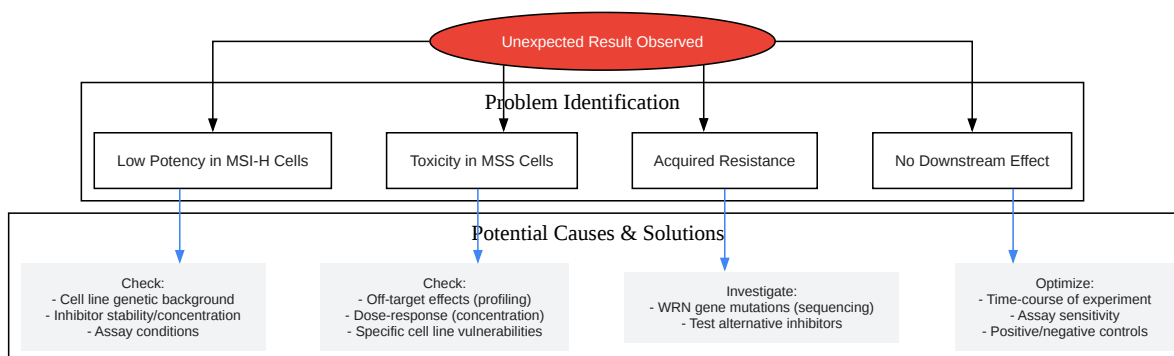 Unexpected Result Observed
Problem Identification
Low Potency in MSI-H Cells
Toxicity in MSS Cells
Acquired Resistance
No Downstream Effect
Potential Causes & Solutions
Check:
- Cell line genetic background
- Inhibitor stability/concentration
- Assay conditions
Check:
- Off-target effects (profiling)
- Dose-response (concentration)
- Specific cell line vulnerabilities
Investigate:
- WRN gene mutations (sequencing)
- Test alternative inhibitors
Optimize:
- Time-course of experiment
- Assay sensitivity
- Positive/negative controls